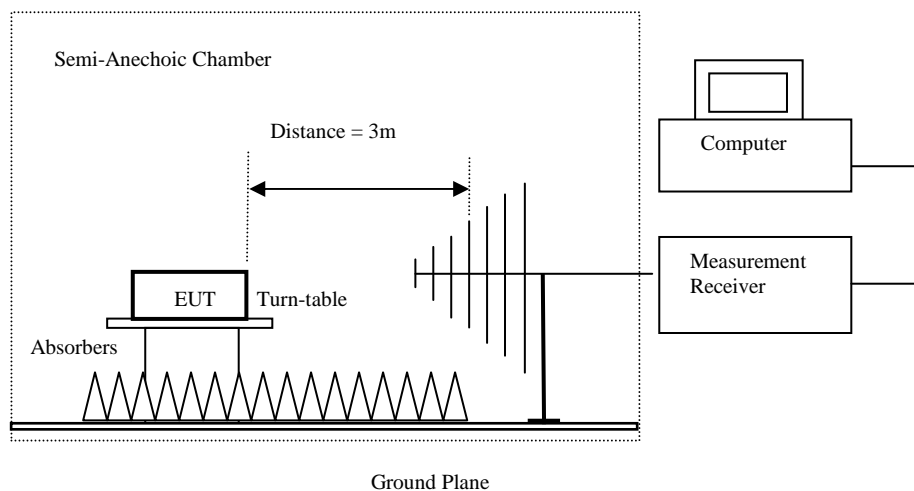 Semi-Anechoic Chamber
Distance = 3m
Computer
Measurement
Receiver
EUT
Turn-table
Absorbers
Ground Plane